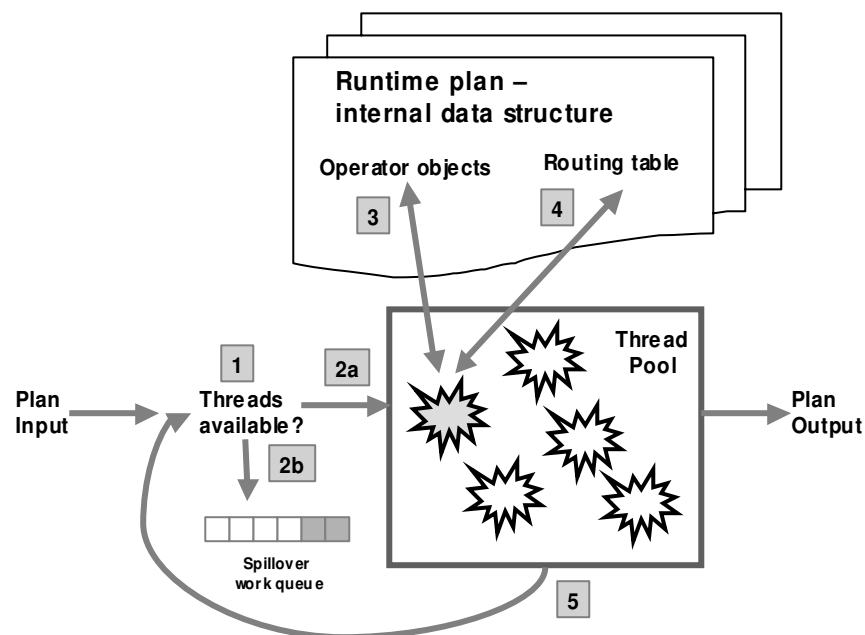 Runtime plan –
internal data structure
Operator objects
Routing table
3
4
1
2a
Thread
Pool
Plan
Input
Threads
available?
Plan
Output
2b
Spillover
work queue
5